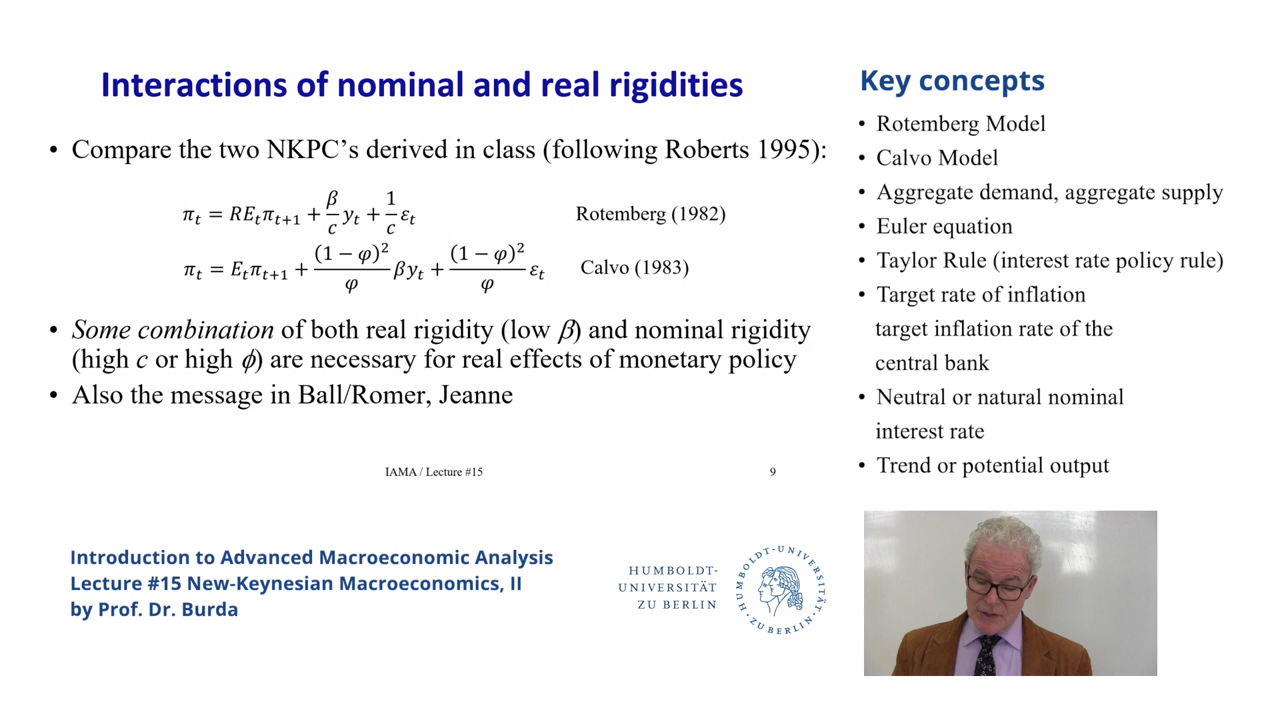 Interactions of nominal and real rigidities
• Compare the two NKPC’s derived in class (following Roberts 1995):
π_t = RE_tπ_{t+1} + β/c y_t + 1/c ε_t Rotemberg (1982)
π_t = E_tπ_{t+1} + (1 − φ)²/φ βy_t + (1 − φ)²/φ ε_t Calvo (1983)
• Some combination of both real rigidity (low β) and nominal rigidity
(high c or high ϕ) are necessary for real effects of monetary policy
• Also the message in Ball/Romer, Jeanne
IAMA / Lecture #15 9
Key concepts
• Rotemberg Model
• Calvo Model
• Aggregate demand, aggregate supply
• Euler equation
• Taylor Rule (interest rate policy rule)
• Target rate of inflation
target inflation rate of the
central bank
• Neutral or natural nominal
interest rate
• Trend or potential output
Introduction to Advanced Macroeconomic Analysis
Lecture #15 New-Keynesian Macroeconomics, II
by Prof. Dr. Burda
HUMBOLDT-
UNIVERSITÄT
ZU BERLIN
HUMBOLDT-UNIVERSITÄT
ZU BERLIN